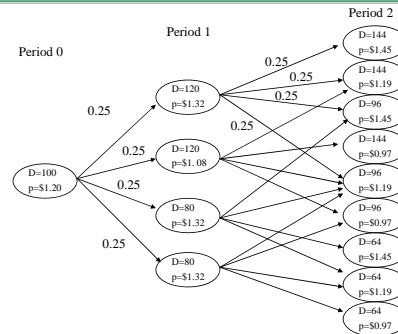 Period 2
Period 1
Period 0
D=144
p=$1.45
D=144
p=$1.19
D=96
p=$1.45
D=144
p=$0.97
D=96
p=$1.19
D=96
p=$0.97
D=64
p=$1.45
D=64
p=$1.19
D=64
p=$0.97
D=120
p=$1.32
D=120
p=$1.08
D=80
p=$1.32
D=80
p=$1.32
D=100
p=$1.20
0.25
0.25
0.25
0.25
0.25
0.25
0.25
0.25